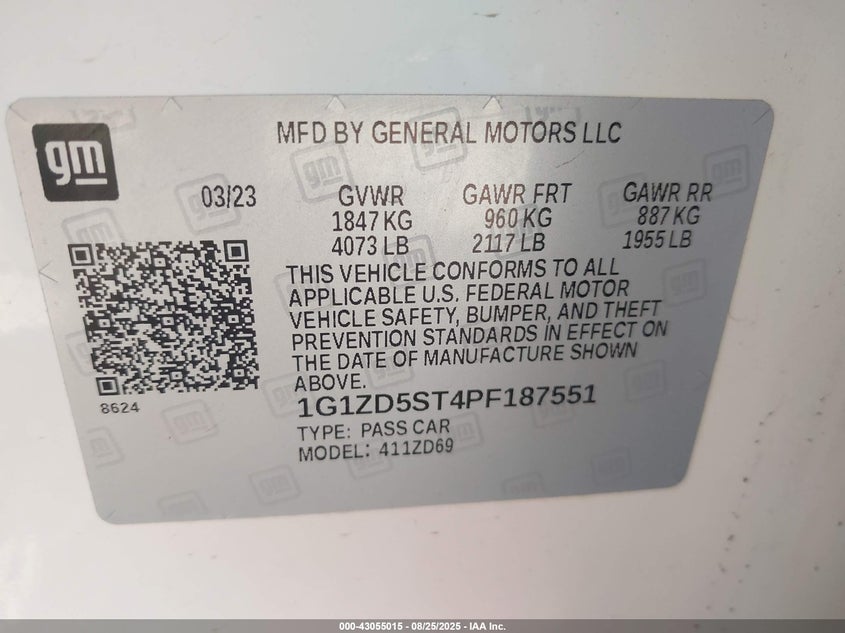 gm
MFD BY GENERAL MOTORS LLC
03/23 GVWR GAWR FRT GAWR RR
1847 KG 960 KG 887 KG
4073 LB 2117 LB 1955 LB
THIS VEHICLE CONFORMS TO ALL
APPLICABLE U.S. FEDERAL MOTOR
VEHICLE SAFETY, BUMPER, AND THEFT
PREVENTION STANDARDS IN EFFECT ON
THE DATE OF MANUFACTURE SHOWN
ABOVE.
8624
1G1ZD5ST4PF187551
TYPE: PASS CAR
MODEL: 411ZD69
000-43055015 - 08/25/2025 - IAA Inc.